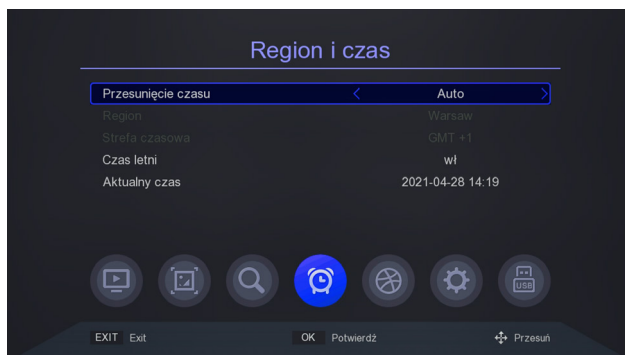 Region i czas
Przesunięcie czasu Auto
Region Warsaw
Strefa czasowa GMT +1
Czas letni wł
Aktualny czas 2021-04-28 14:19
USB
EXIT Exit OK Potwierdź Przesuń